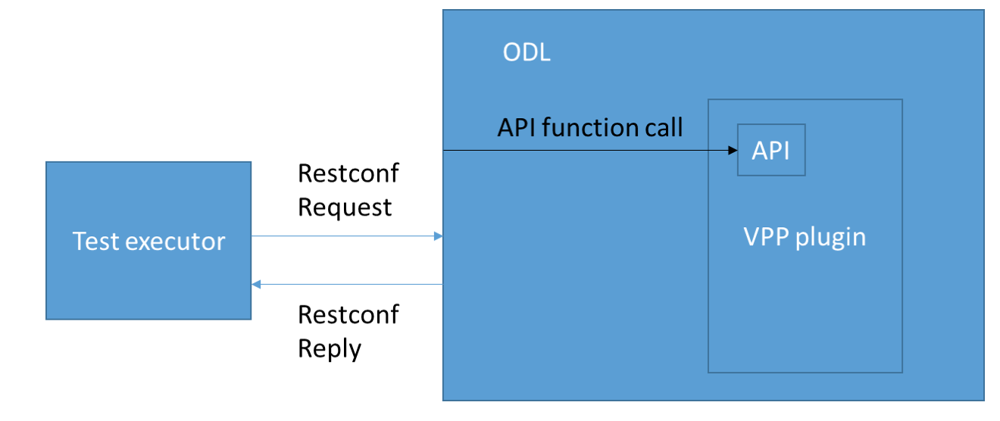 ODL
API function call
API
Restconf
Request
Test executor
VPP plugin
Restconf
Reply